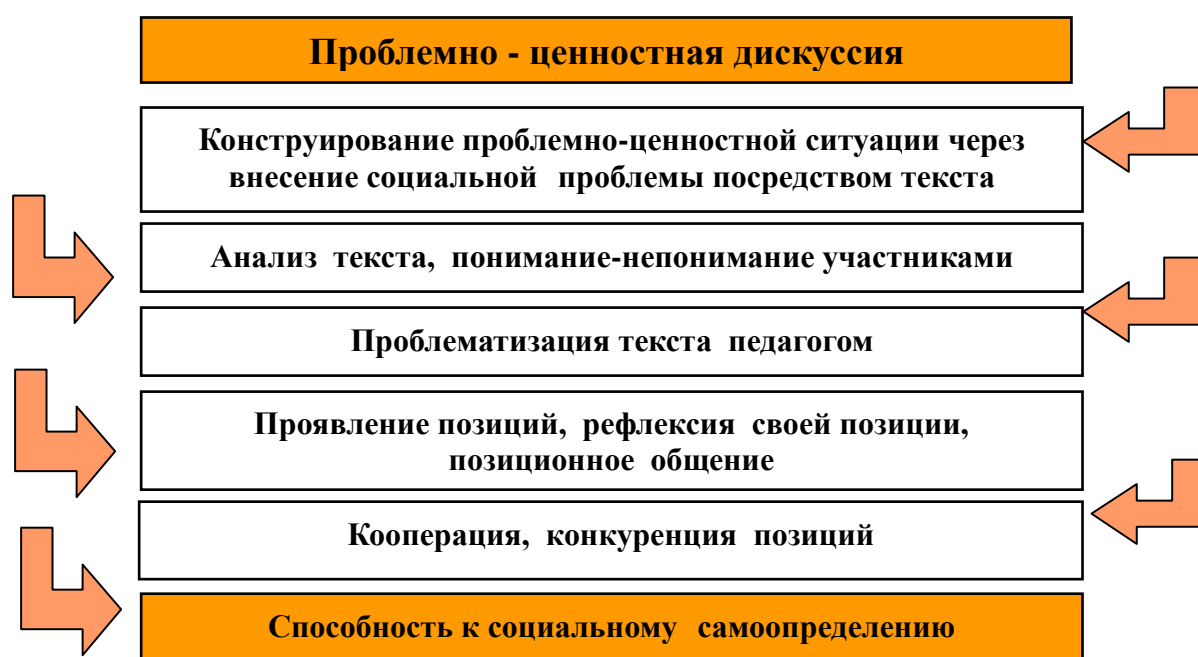 Проблемно - ценностная дискуссия
Конструирование проблемно-ценностной ситуации через
внесение социальной проблемы посредством текста
Анализ текста, понимание-непонимание участниками
Проблематизация текста педагогом
Проявление позиций, рефлексия своей позиции,
позиционное общение
Кооперация, конкуренция позиций
Способность к социальному самоопределению